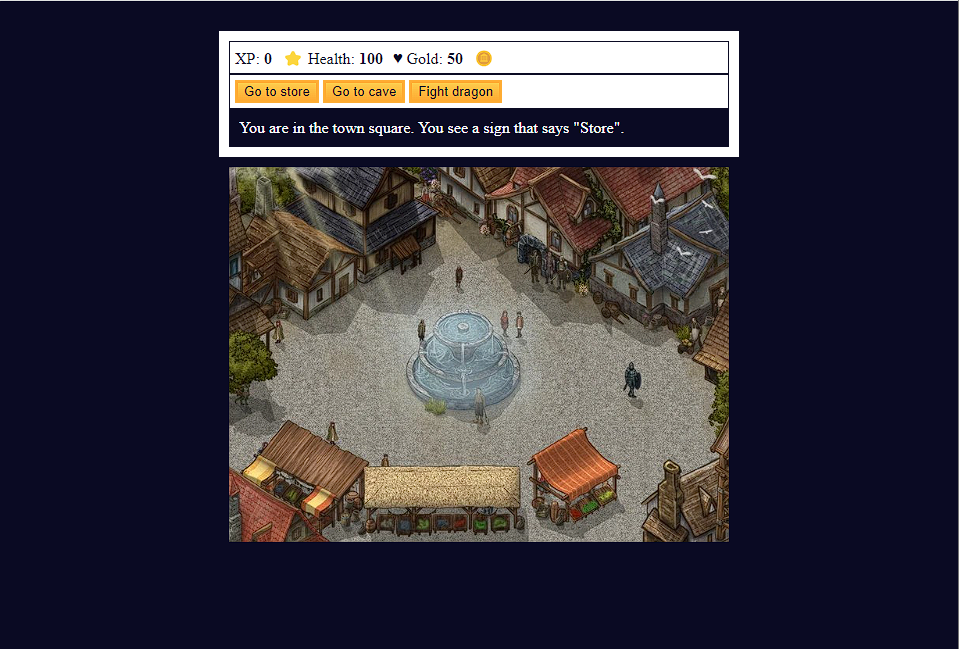 XP: 0 Health: 100 ♥ Gold: 50
Go to store Go to cave Fight dragon
You are in the town square. You see a sign that says "Store".